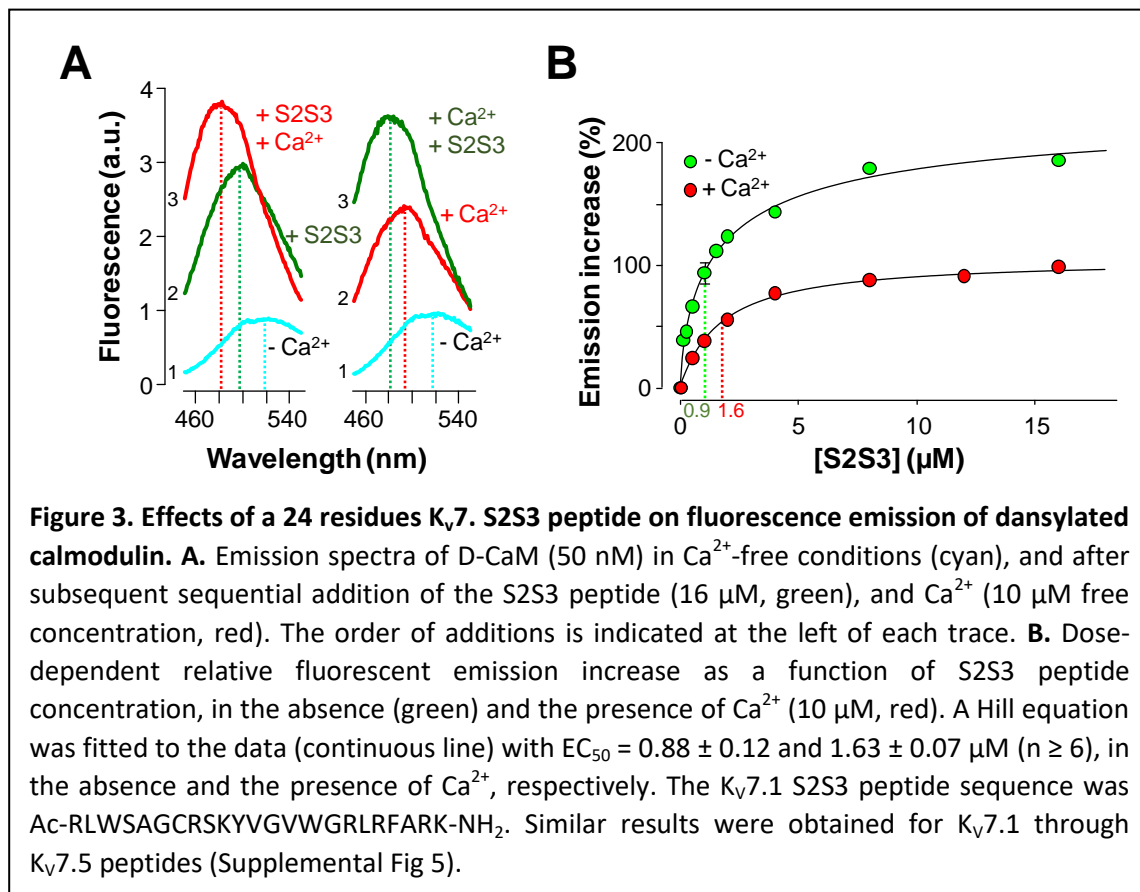 A
B
Fluorescence (a.u.)
4
3
2
1
0
+ S2S3
+ Ca²⁺
+ S2S3
- Ca²⁺
3
2
1
+ Ca²⁺
+ S2S3
+ Ca²⁺
- Ca²⁺
3
2
1
460
540
460
540
Wavelength (nm)
Emission increase (%)
200
100
0
- Ca²⁺
+ Ca²⁺
0.9
1.6
0
5
10
15
[S2S3] (µM)
Figure 3. Effects of a 24 residues Kᵥ7. S2S3 peptide on fluorescence emission of dansylated
calmodulin. A. Emission spectra of D-CaM (50 nM) in Ca²⁺-free conditions (cyan), and after
subsequent sequential addition of the S2S3 peptide (16 µM, green), and Ca²⁺ (10 µM free
concentration, red). The order of additions is indicated at the left of each trace. B. Dose-
dependent relative fluorescent emission increase as a function of S2S3 peptide
concentration, in the absence (green) and the presence of Ca²⁺ (10 µM, red). A Hill equation
was fitted to the data (continuous line) with EC₅₀ = 0.88 ± 0.12 and 1.63 ± 0.07 µM (n ≥ 6), in
the absence and the presence of Ca²⁺, respectively. The Kᵥ7.1 S2S3 peptide sequence was
Ac-RLWSAGCRSKYVGVWGRLRFARK-NH₂. Similar results were obtained for Kᵥ7.1 through
Kᵥ7.5 peptides (Supplemental Fig 5).